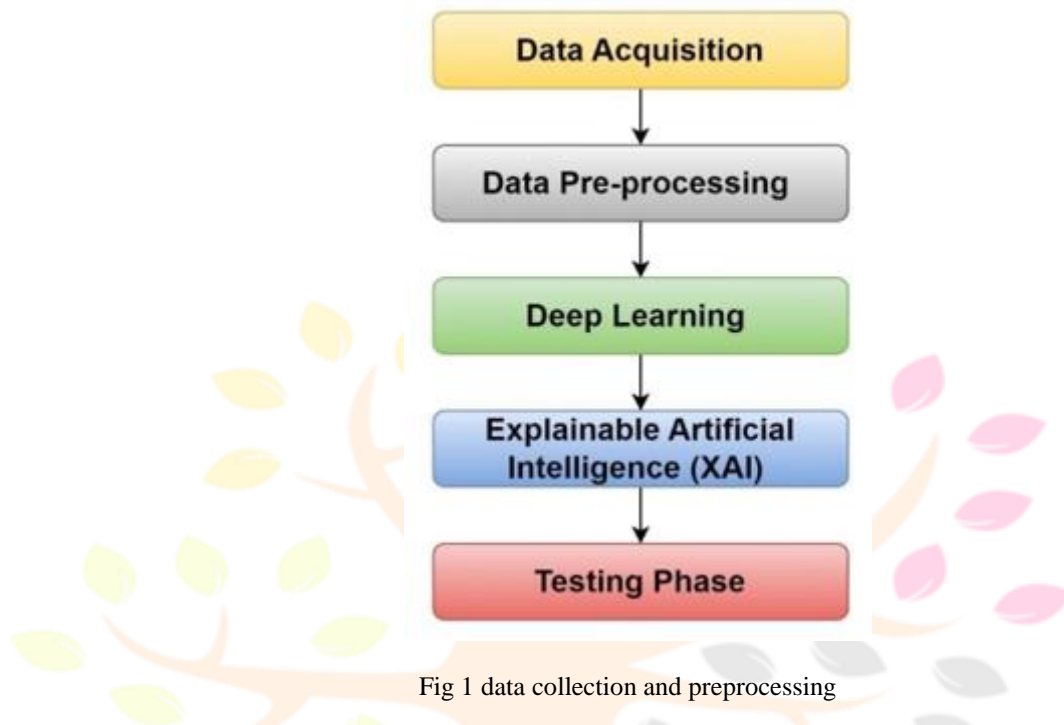 Data Acquisition
Data Pre-processing
Deep Learning
Explainable Artificial
Intelligence (XAI)
Testing Phase
Fig 1 data collection and preprocessing